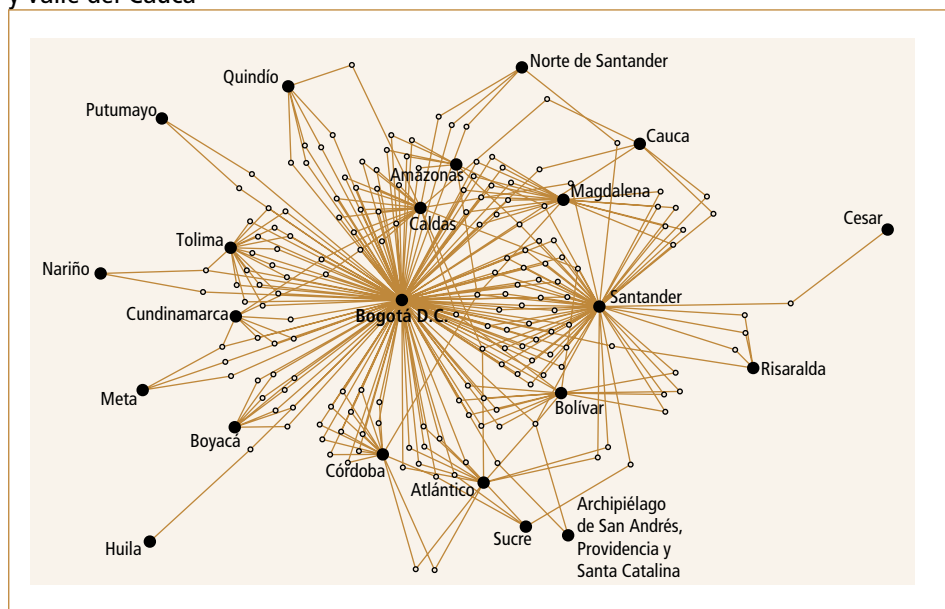 y Valle del Cauca
Norte de Santander
Quindío
Putumayo
Cauca
Amazonas
Magdalena
Caldas
Cesar
Tolima
Nariño
Santander
Cundinamarca
Bogotá D.C.
Risaralda
Meta
Bolívar
Boyacá
Córdoba
Atlántico
Archipiélago
de San Andrés,
Providencia y
Santa Catalina
Sucre
Huila